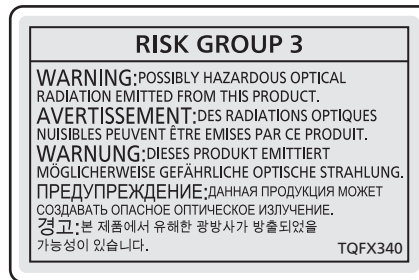 RISK GROUP 3
WARNING:POSSIBLY HAZARDOUS OPTICAL
RADIATION EMITTED FROM THIS PRODUCT.
AVERTISSEMENT:DES RADIATIONS OPTIQUES
NUISIBLES PEUVENT ÊTRE EMISES PAR CE PRODUIT.
WARNUNG:DIESES PRODUKT EMITTIERT
MÖGLICHERWEISE GEFÄHRLICHE OPTISCHE STRAHLUNG.
ПРЕДУПРЕЖДЕНИЕ:ДАННАЯ ПРОДУКЦИЯ МОЖЕТ
СОЗДАВАТЬ ОПАСНОЕ ОПТИЧЕСКОЕ ИЗЛУЧЕНИЕ.
경고:본 제품에서 유해한 광방사가 방출되었을
가능성이 있습니다.
TQFX340